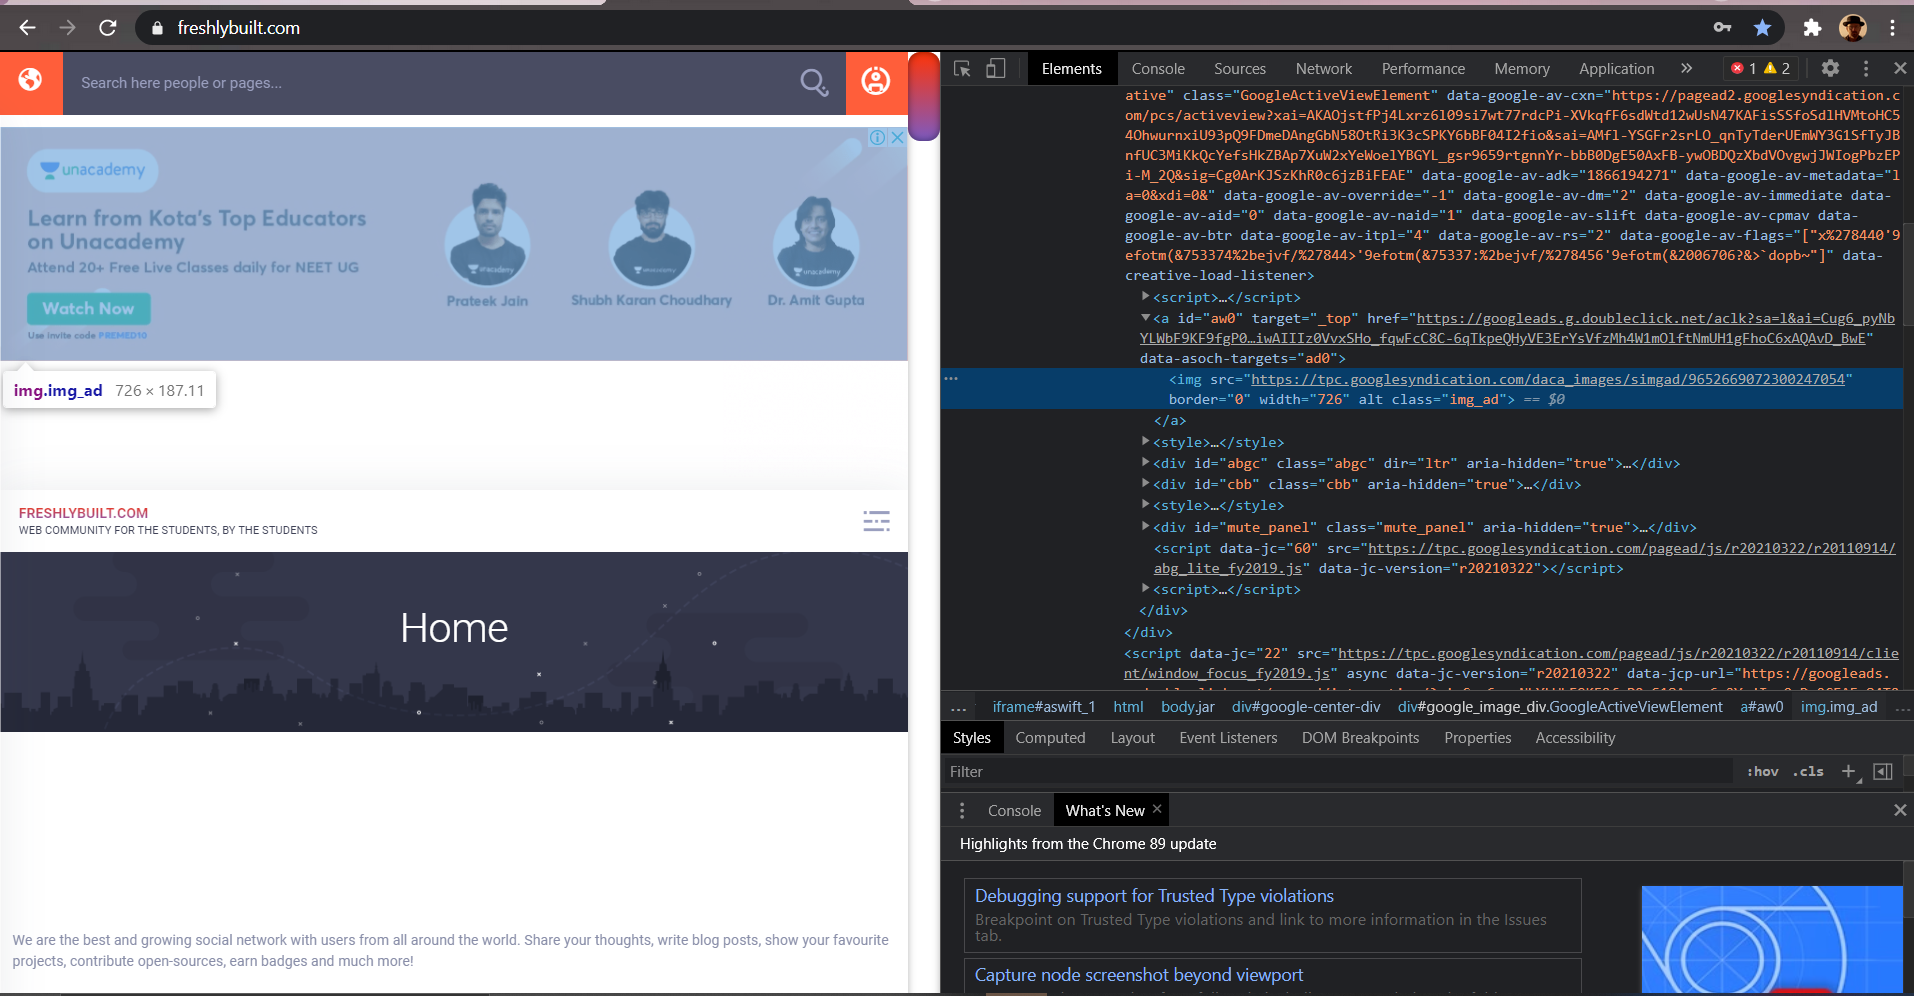 freshlybuilt.com
Search here people or pages...
unacademy
Learn from Kota's Top Educators
on Unacademy
Attend 20+ Free Live Classes daily for NEET UG
Watch Now
Use invite code PREMED10
Prateek Jain
Shubh Karan Choudhary
Dr. Amit Gupta
img.img_ad 726 × 187.11
FRESHLYBUILT.COM
WEB COMMUNITY FOR THE STUDENTS, BY THE STUDENTS
Home
We are the best and growing social network with users from all around the world. Share your thoughts, write blog posts, show your favourite
projects, contribute open-sources, earn badges and much more!
Elements Console Sources Network Performance Memory Application » 1 2
ative" class="GoogleActiveViewElement" data-google-av-cxn="https://pagead2.googlesyndication.c
om/pcs/activeview?xai=
data-google-av-adk="1866194271" data-google-av-metadata="l
a=0&xdi=0&" data-google-av-override="-1" data-google-av-dm="2" data-google-av-immediate data-
google-av-aid="0" data-google-av-naid="1" data-google-av-slift data-google-av-cpmav data-
google-av-btr data-google-av-itpl="4" data-google-av-rs="2" data-google-av-flags="["x%278440'9
efotm(&753374%2bejvf/%27844>'9efotm(&75337:%2bejvf/%278456'9efotm(&2006706?&>`dopb~"]" data-
creative-load-listener>
<script>…</script>
<a id="aw0" target="_top" href="https://googleads.g.doubleclick.net/aclk?sa=l&ai=Cug6_pyNb
data-asoch-targets="ad0">
<img src="https://tpc.googlesyndication.com/daca_images/simgad/9652669072300247054"
border="0" width="726" alt class="img_ad"> == $0
</a>
<style>…</style>
<div id="abgc" class="abgc" dir="ltr" aria-hidden="true">…</div>
<div id="cbb" class="cbb" aria-hidden="true">…</div>
<style>…</style>
<div id="mute_panel" class="mute_panel" aria-hidden="true">…</div>
<script data-jc="60" src="https://tpc.googlesyndication.com/pagead/js/r20210322/r20110914/
abg_lite_fy2019.js" data-jc-version="r20210322"></script>
<script>…</script>
</div>
</div>
<script data-jc="22" src="https://tpc.googlesyndication.com/pagead/js/r20210322/r20110914/clie
nt/window_focus_fy2019.js" async data-jc-version="r20210322" data-jcp-url="https://googleads.
... iframe#aswift_1 html body.jar div#google-center-div div#google_image_div.GoogleActiveViewElement a#aw0 img.img_ad ...
Styles Computed Layout Event Listeners DOM Breakpoints Properties Accessibility
Filter :hov .cls +
Console What's New ×
Highlights from the Chrome 89 update
Debugging support for Trusted Type violations
Breakpoint on Trusted Type violations and link to more information in the Issues
tab.
Capture node screenshot beyond viewport